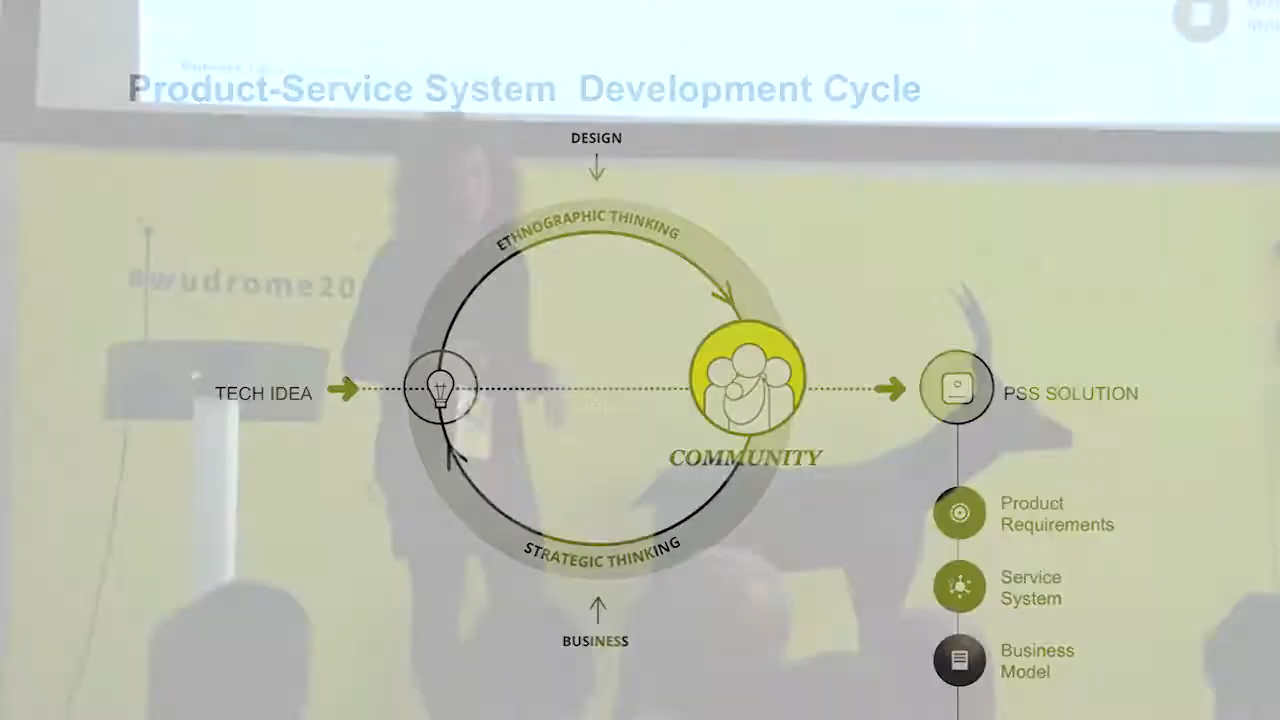 Product-Service System Development Cycle
DESIGN
ETHNOGRAPHIC THINKING
#wudrome20
TECH IDEA
PSS SOLUTION
COMMUNITY
Product
Requirements
STRATEGIC THINKING
Service
System
BUSINESS
Business
Model